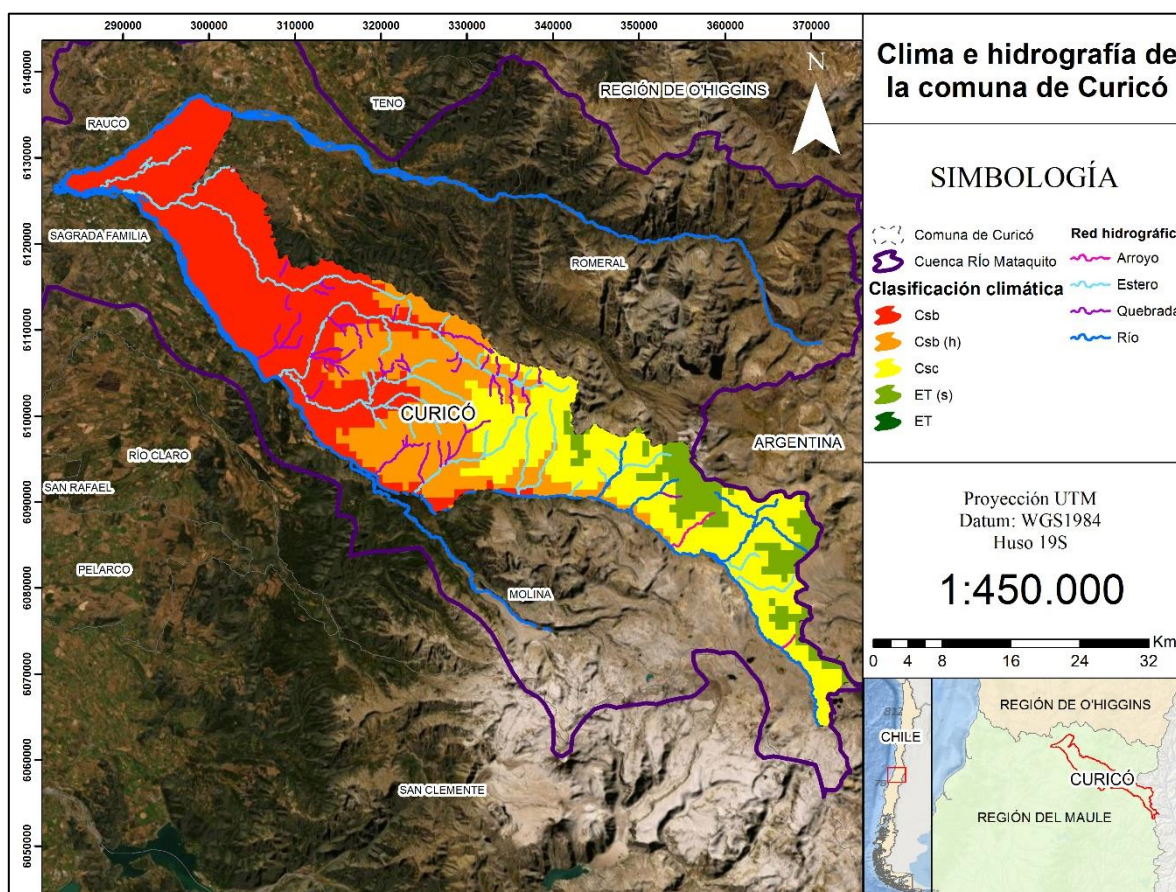 290000 300000 310000 320000 330000 340000 350000 360000 370000
6140000
6130000
6120000
6110000
6100000
6090000
6080000
6070000
6060000
6050000
N
REGIÓN DE O'HIGGINS
TENO
RAUCO
SAGRADA FAMILIA
ROMERAL
CURICÓ
ARGENTINA
RÍO CLARO
SAN RAFAEL
PELARCO
MOLINA
SAN CLEMENTE
Clima e hidrografía de
la comuna de Curicó
SIMBOLOGÍA
Comuna de Curicó
Cuenca RÍo Mataquito
Clasificación climática
Csb
Csb (h)
Csc
ET (s)
ET
Red hidrográfic
Arroyo
Estero
Quebrada
Río
Proyección UTM
Datum: WGS1984
Huso 19S
1:450.000
Km
0 4 8 16 24 32
CHILE
REGIÓN DE O'HIGGINS
CURICÓ
REGIÓN DEL MAULE